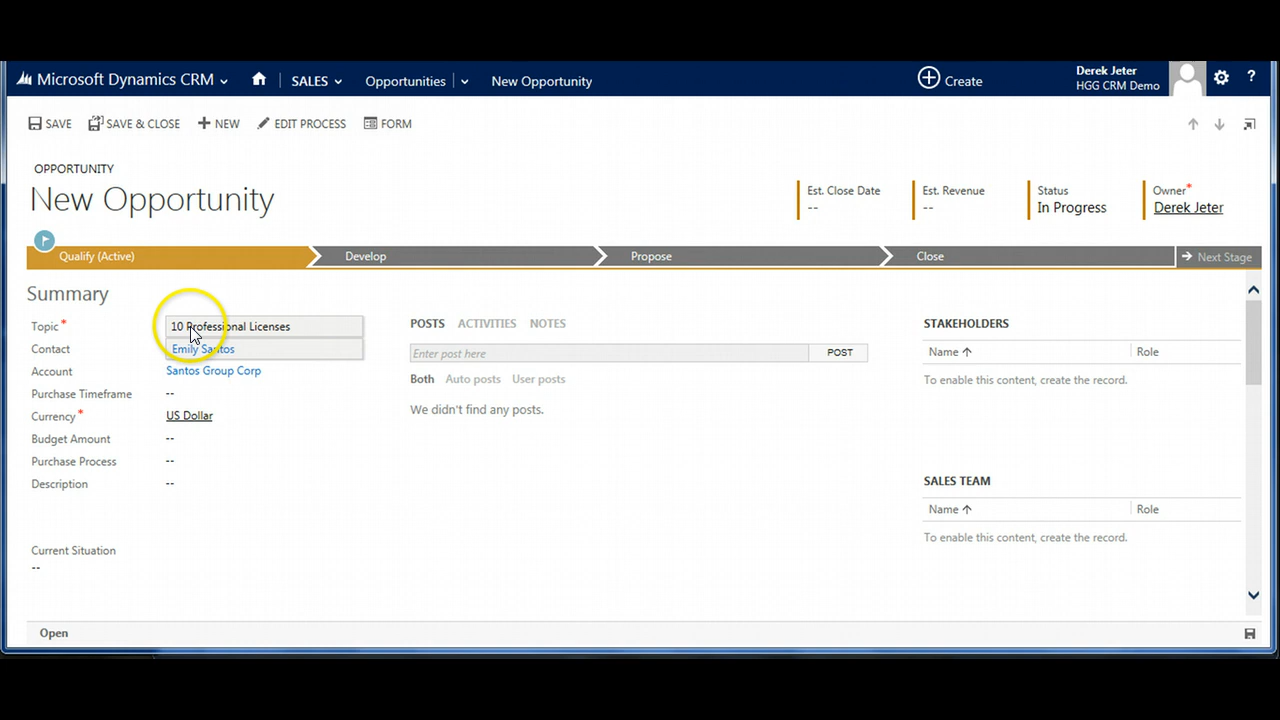 Microsoft Dynamics CRM SALES Opportunities New Opportunity Create Derek Jeter ?
HGG CRM Demo
SAVE SAVE & CLOSE NEW EDIT PROCESS FORM
OPPORTUNITY
New Opportunity
Est. Close Date Est. Revenue Status Owner*
-- -- In Progress Derek Jeter
Qualify (Active) Develop Propose Close Next Stage
Summary
Topic* 10 Professional Licenses
Contact Emily Santos
Account Santos Group Corp
Purchase Timeframe --
Currency* US Dollar
Budget Amount --
Purchase Process --
Description --
Current Situation
--
POSTS ACTIVITIES NOTES
Enter post here POST
Both Auto posts User posts
We didn't find any posts.
STAKEHOLDERS
Name ↑ Role
To enable this content, create the record.
SALES TEAM
Name ↑ Role
To enable this content, create the record.
Open